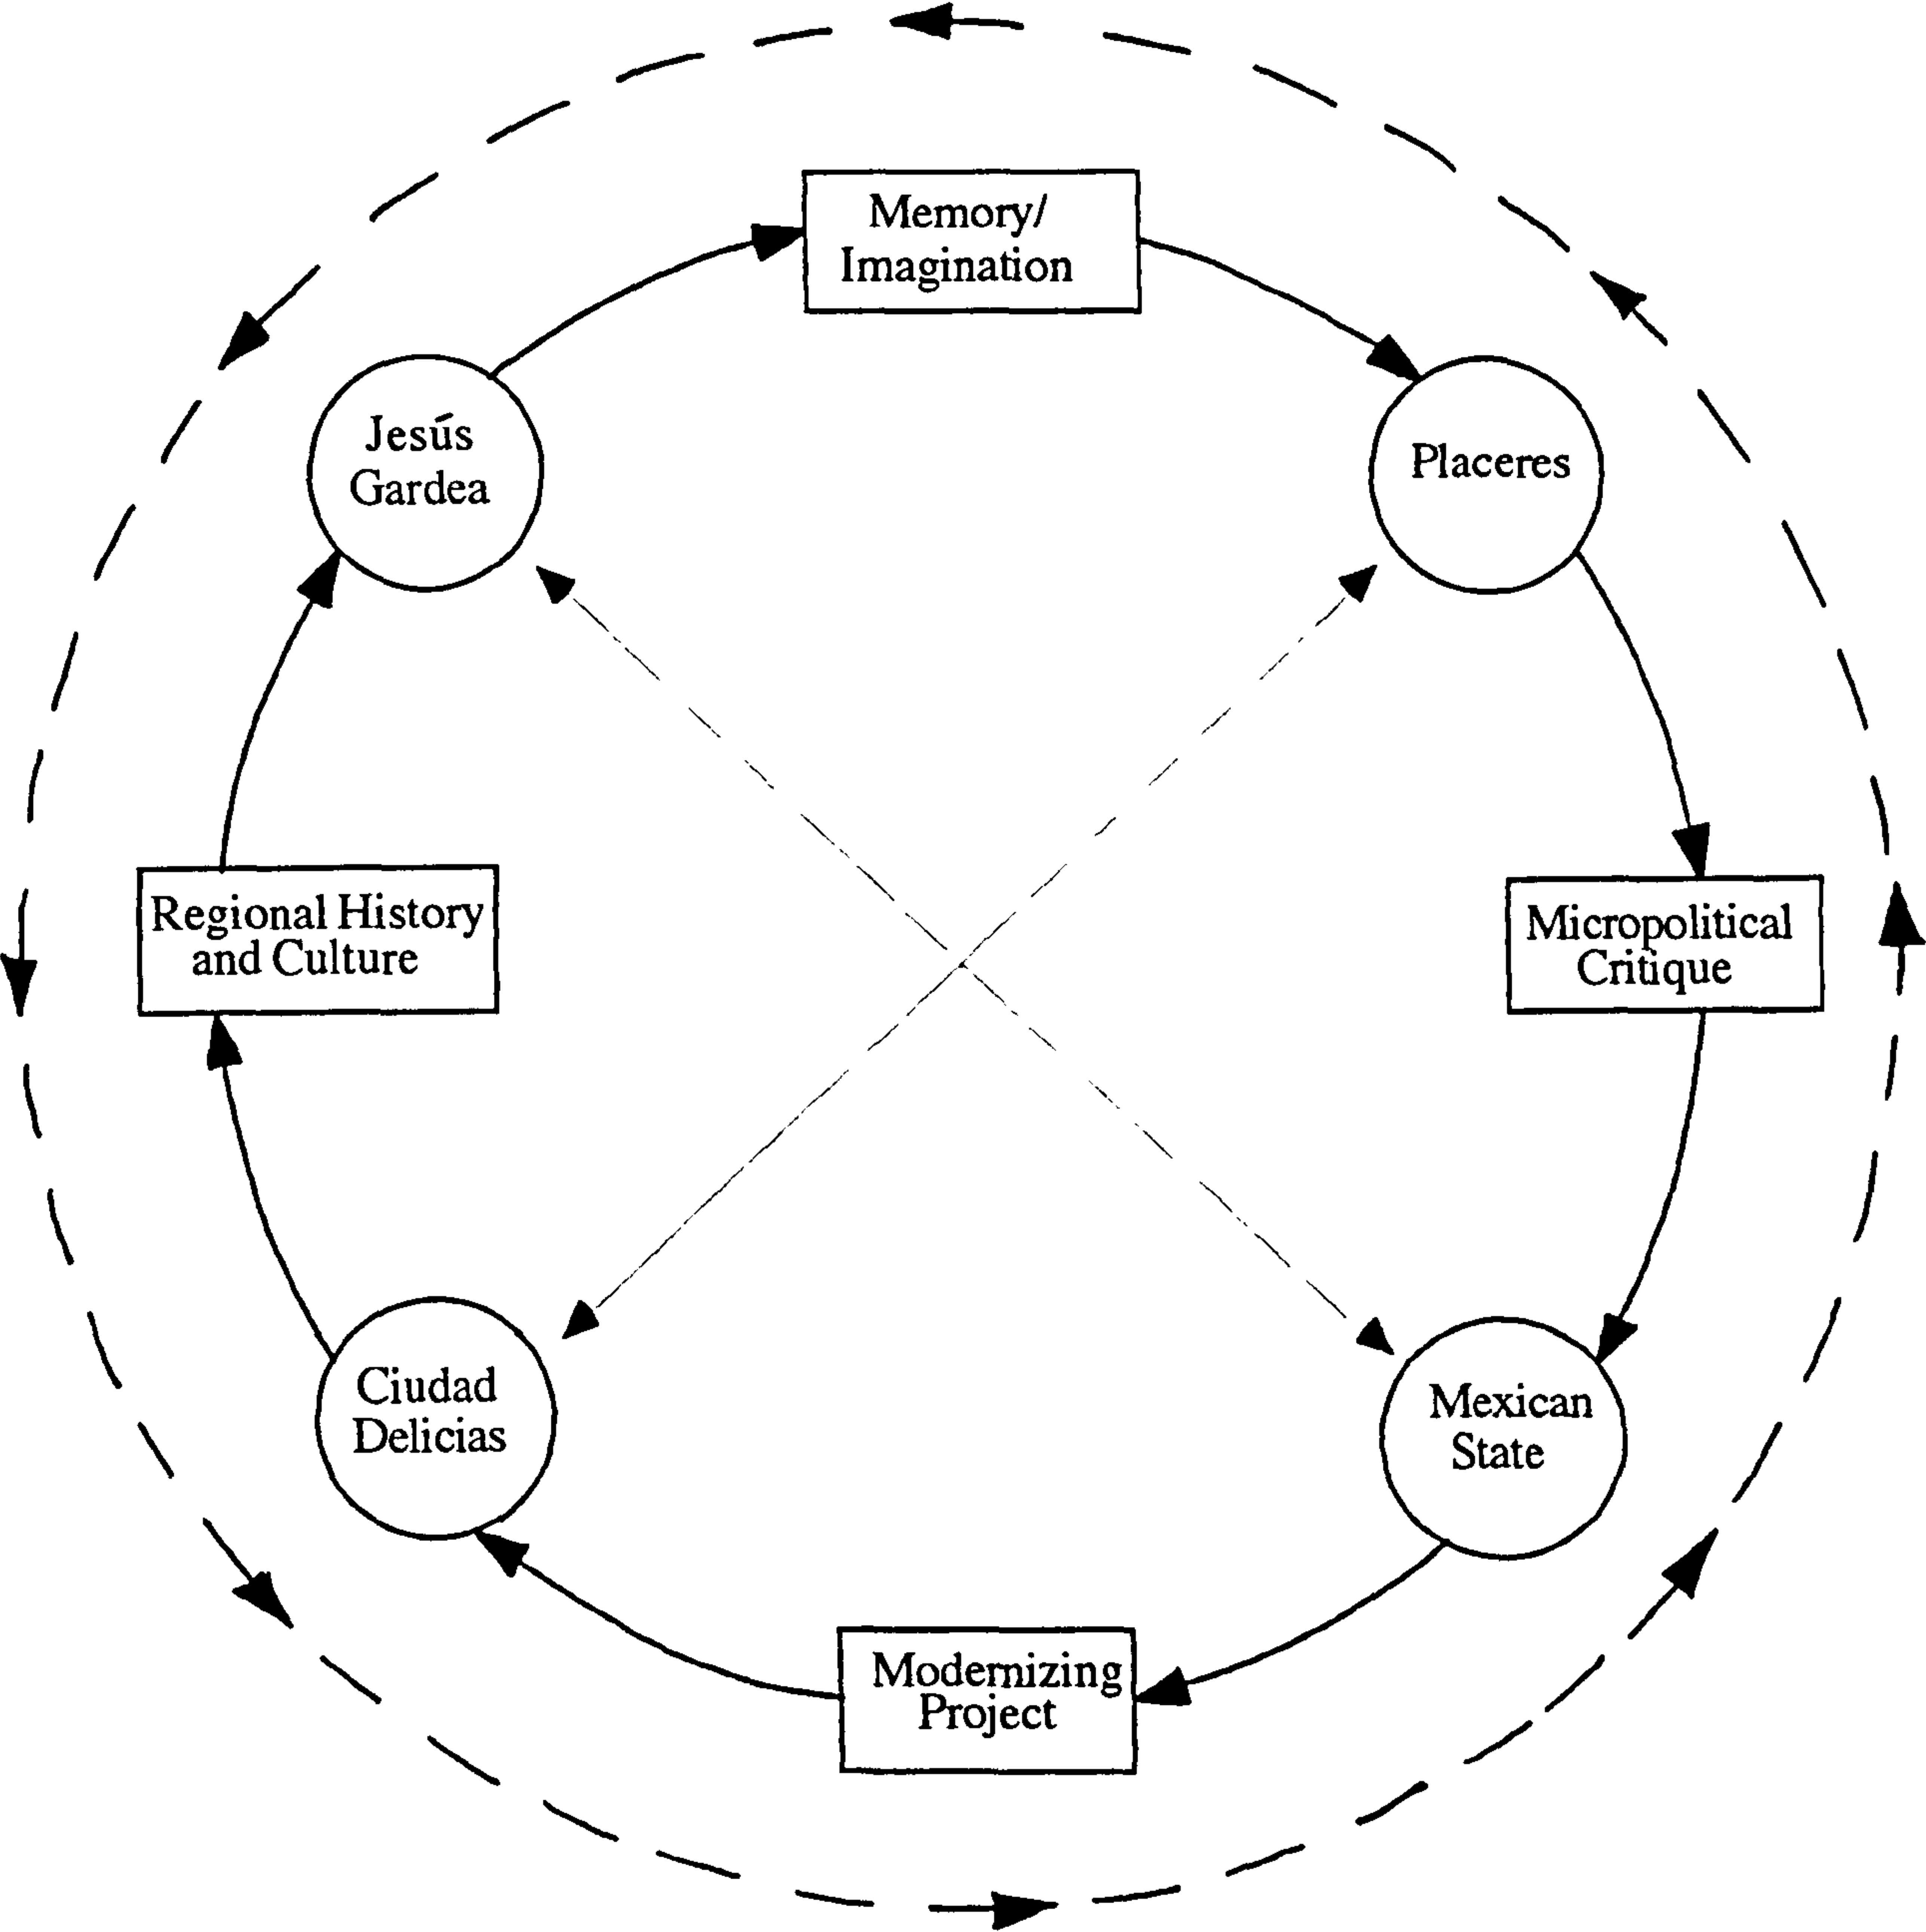 Memory/
Imagination
Jesús
Gardea
Placeres
Regional History
and Culture
Micropolitical
Critique
Ciudad
Delicias
Mexican
State
Modernizing
Project